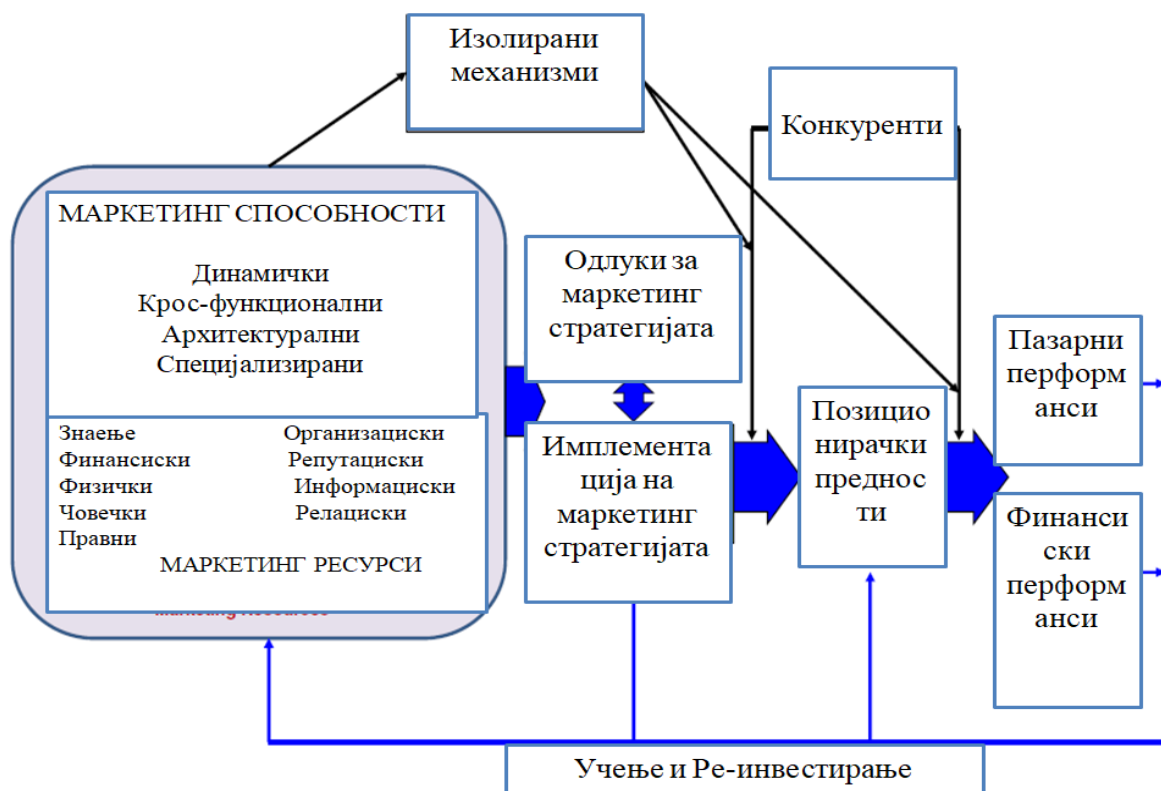 Изолирани
механизми
Конкуренти
МАРКЕТИНГ СПОСОБНОСТИ
Динамички
Крос-функционални
Архитектурални
Специјализирани
Знаење Организациски
Финансиски Репутациски
Физички Информациски
Човечки Релациски
Правни
МАРКЕТИНГ РЕСУРСИ
Одлуки за
маркетинг
стратегијата
Имплемента
ција на
маркетинг
стратегијата
Позицио
нирачки
преднос
ти
Пазарни
перформ
анси
Финанси
ски
перформ
анси
Учење и Ре-инвестирање